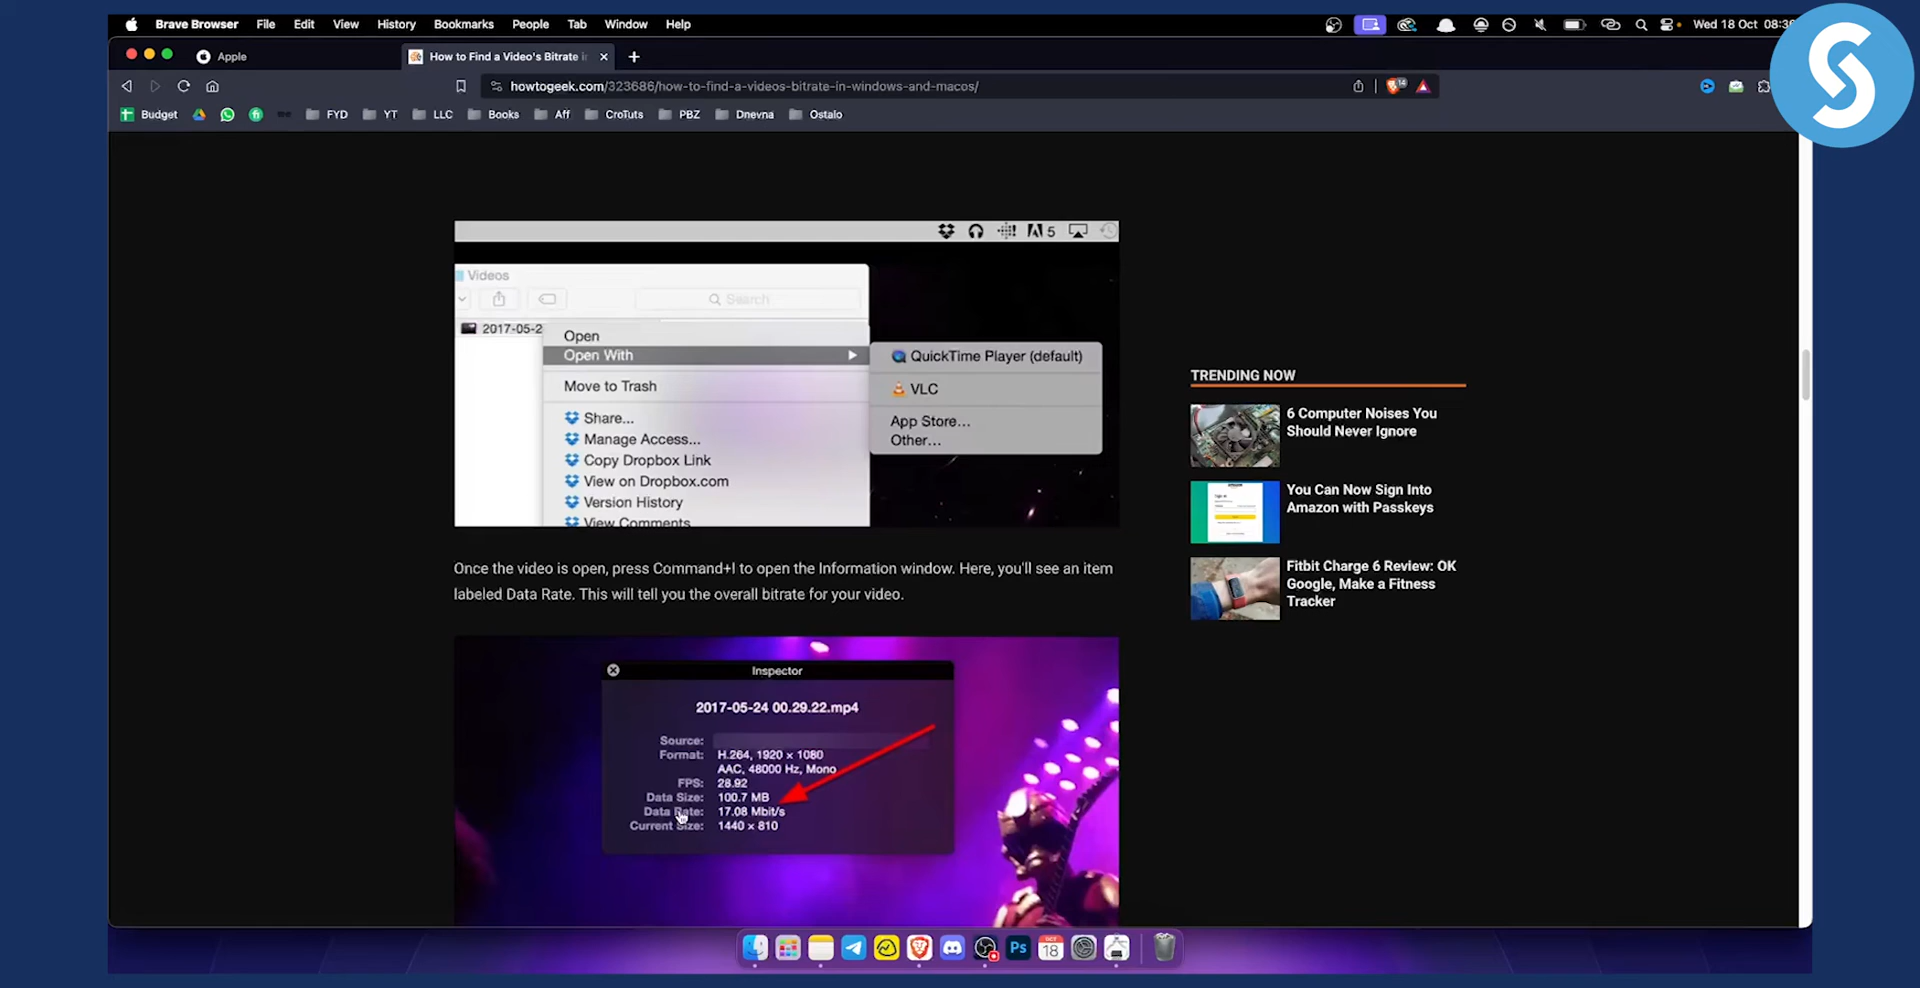 Brave Browser File Edit View History Bookmarks People Tab Window Help Wed 18 Oct 08:3
Apple How to Find a Video's Bitrate i
howtogeek.com/323686/how-to-find-a-videos-bitrate-in-windows-and-macos/ 14
Budget FYD YT LLC Books Aff CroTuts PBZ Dnevna Ostalo
5
Videos
Search
2017-05-2
Open
Open With
QuickTime Player (default)
Move to Trash
VLC
Share...
App Store...
Manage Access...
Other...
Copy Dropbox Link
View on Dropbox.com
Version History
View Comments
TRENDING NOW
6 Computer Noises You
Should Never Ignore
You Can Now Sign Into
Amazon with Passkeys
Fitbit Charge 6 Review: OK
Google, Make a Fitness
Tracker
Once the video is open, press Command+I to open the Information window. Here, you'll see an item
labeled Data Rate. This will tell you the overall bitrate for your video.
Inspector
2017-05-24 00.29.22.mp4
Source:
Format: H.264, 1920 × 1080
AAC, 48000 Hz, Mono
FPS: 28.92
Data Size: 100.7 MB
Data Rate: 17.08 Mbit/s
Current Size: 1440 × 810
Ps
OCT
18
S